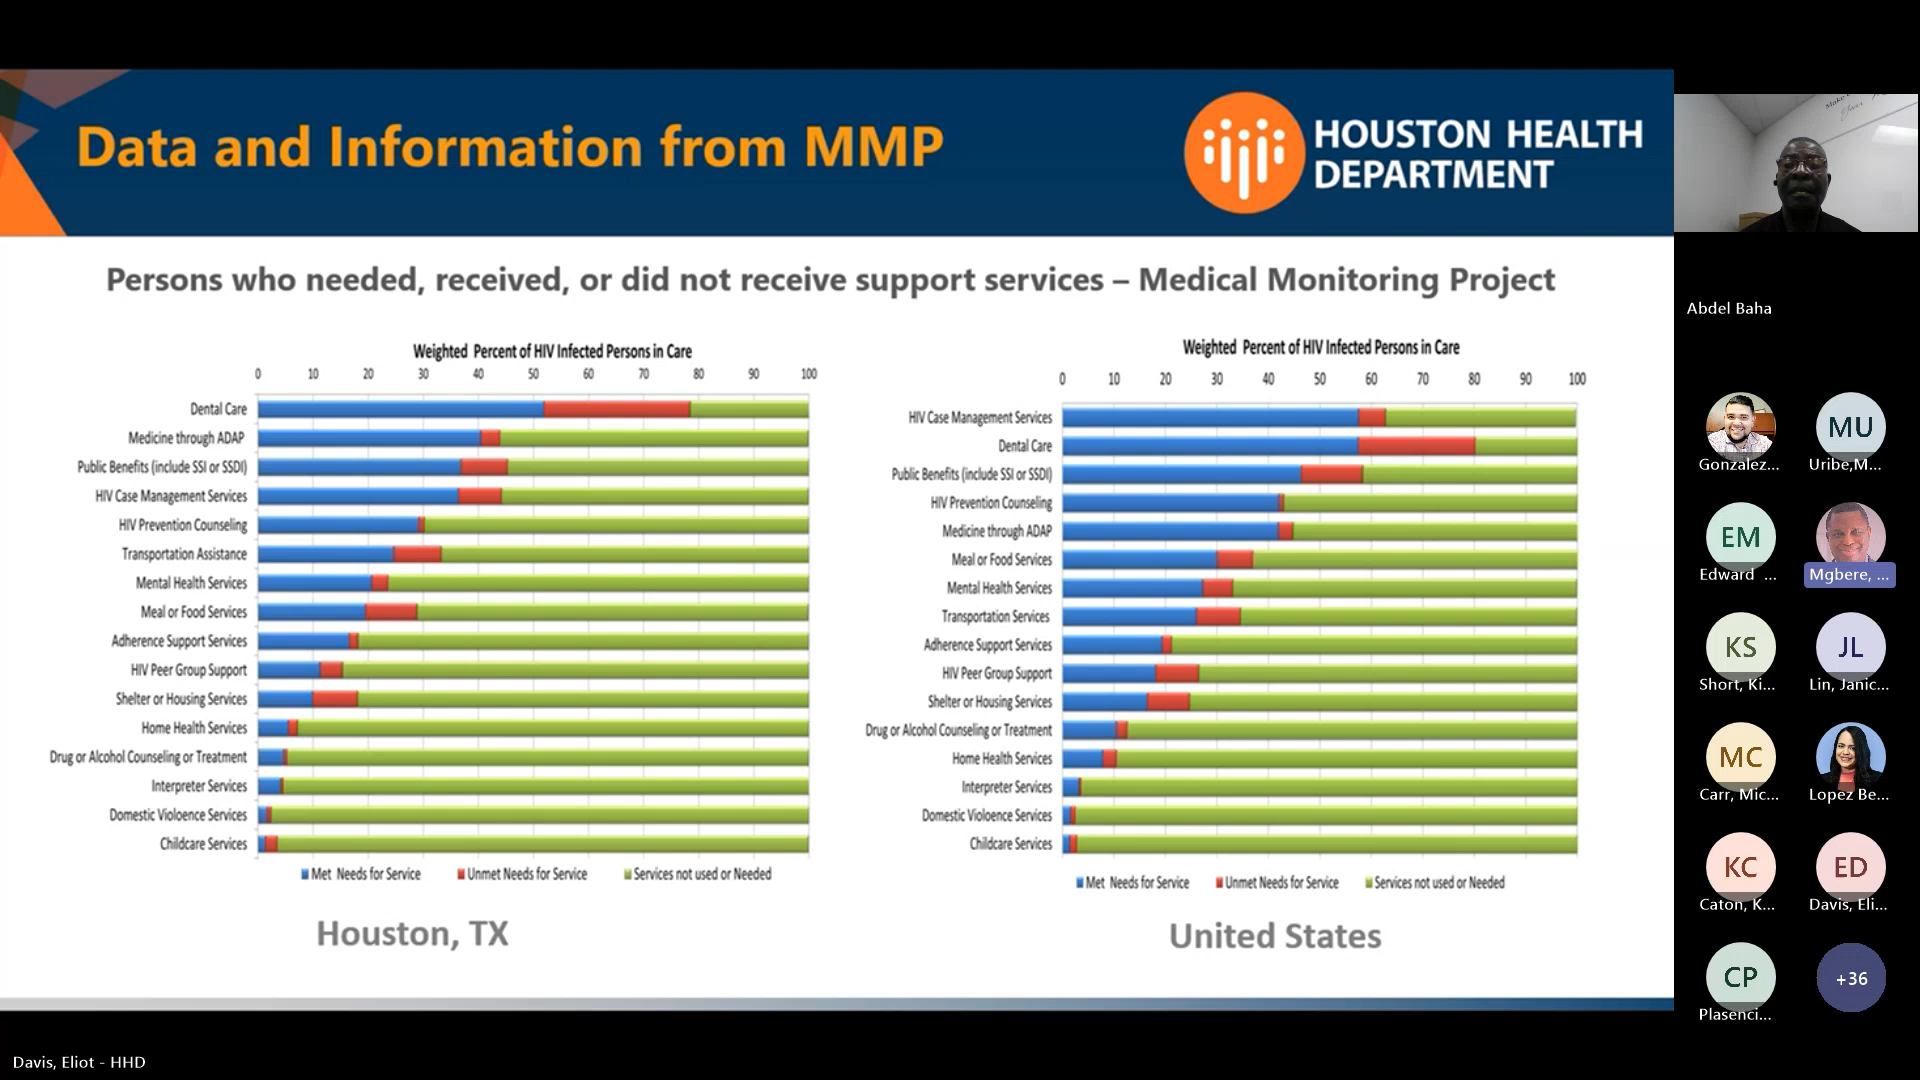 Data and Information from MMP
HOUSTON HEALTH
DEPARTMENT
Persons who needed, received, or did not receive support services – Medical Monitoring Project
Weighted Percent of HIV Infected Persons in Care
0 10 20 30 40 50 60 70 80 90 100
Dental Care
Medicine through ADAP
Public Benefits (include SSI or SSDI)
HIV Case Management Services
HIV Prevention Counseling
Transportation Assistance
Mental Health Services
Meal or Food Services
Adherence Support Services
HIV Peer Group Support
Shelter or Housing Services
Home Health Services
Drug or Alcohol Counseling or Treatment
Interpreter Services
Domestic Violoence Services
Childcare Services
Met Needs for Service
Unmet Needs for Service
Services not used or Needed
Houston, TX
Weighted Percent of HIV Infected Persons in Care
0 10 20 30 40 50 60 70 80 90 100
HIV Case Management Services
Dental Care
Public Benefits (include SSI or SSDI)
HIV Prevention Counseling
Medicine through ADAP
Meal or Food Services
Mental Health Services
Transportation Services
Adherence Support Services
HIV Peer Group Support
Shelter or Housing Services
Drug or Alcohol Counseling or Treatment
Home Health Services
Interpreter Services
Domestic Violoence Services
Childcare Services
Met Needs for Service
Unmet Needs for Service
Services not used or Needed
United States
Abdel Baha
Gonzalez...
MU
Uribe,M...
EM
Edward ...
Mgbere, ...
KS
Short, Ki...
JL
Lin, Janic...
MC
Carr, Mic...
Lopez Be...
KC
Caton, K...
ED
Davis, Eli...
CP
Plasenci...
+36
Davis, Eliot - HHD